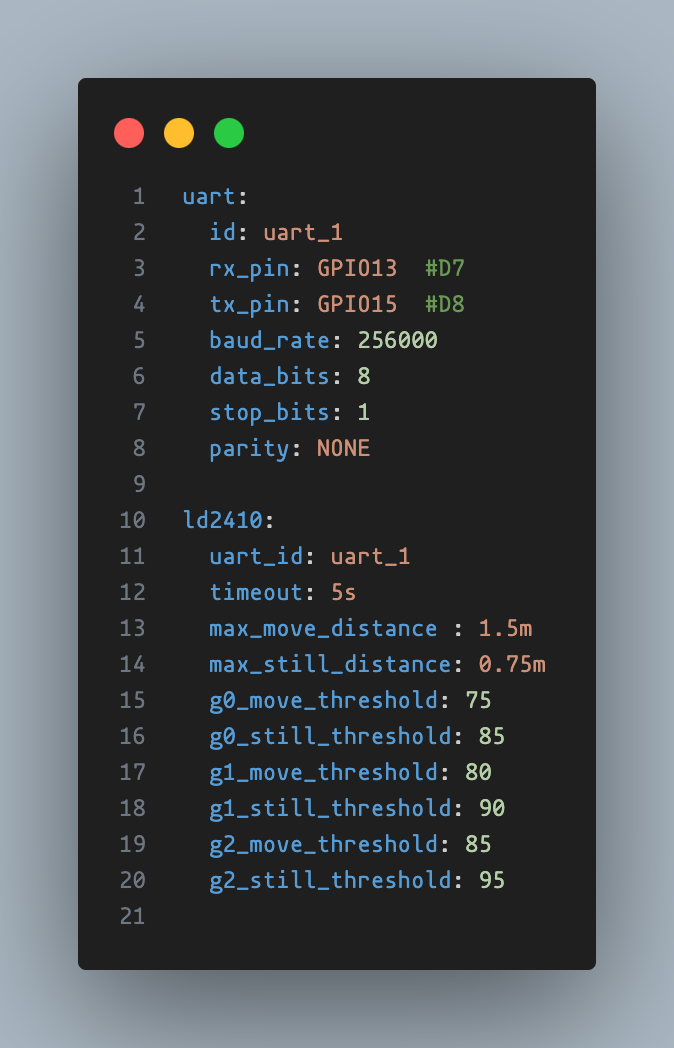 1 uart:
2   id: uart_1
3   rx_pin: GPIO13  #D7
4   tx_pin: GPIO15  #D8
5   baud_rate: 256000
6   data_bits: 8
7   stop_bits: 1
8   parity: NONE
9
10 ld2410:
11   uart_id: uart_1
12   timeout: 5s
13   max_move_distance : 1.5m
14   max_still_distance: 0.75m
15   g0_move_threshold: 75
16   g0_still_threshold: 85
17   g1_move_threshold: 80
18   g1_still_threshold: 90
19   g2_move_threshold: 85
20   g2_still_threshold: 95
21